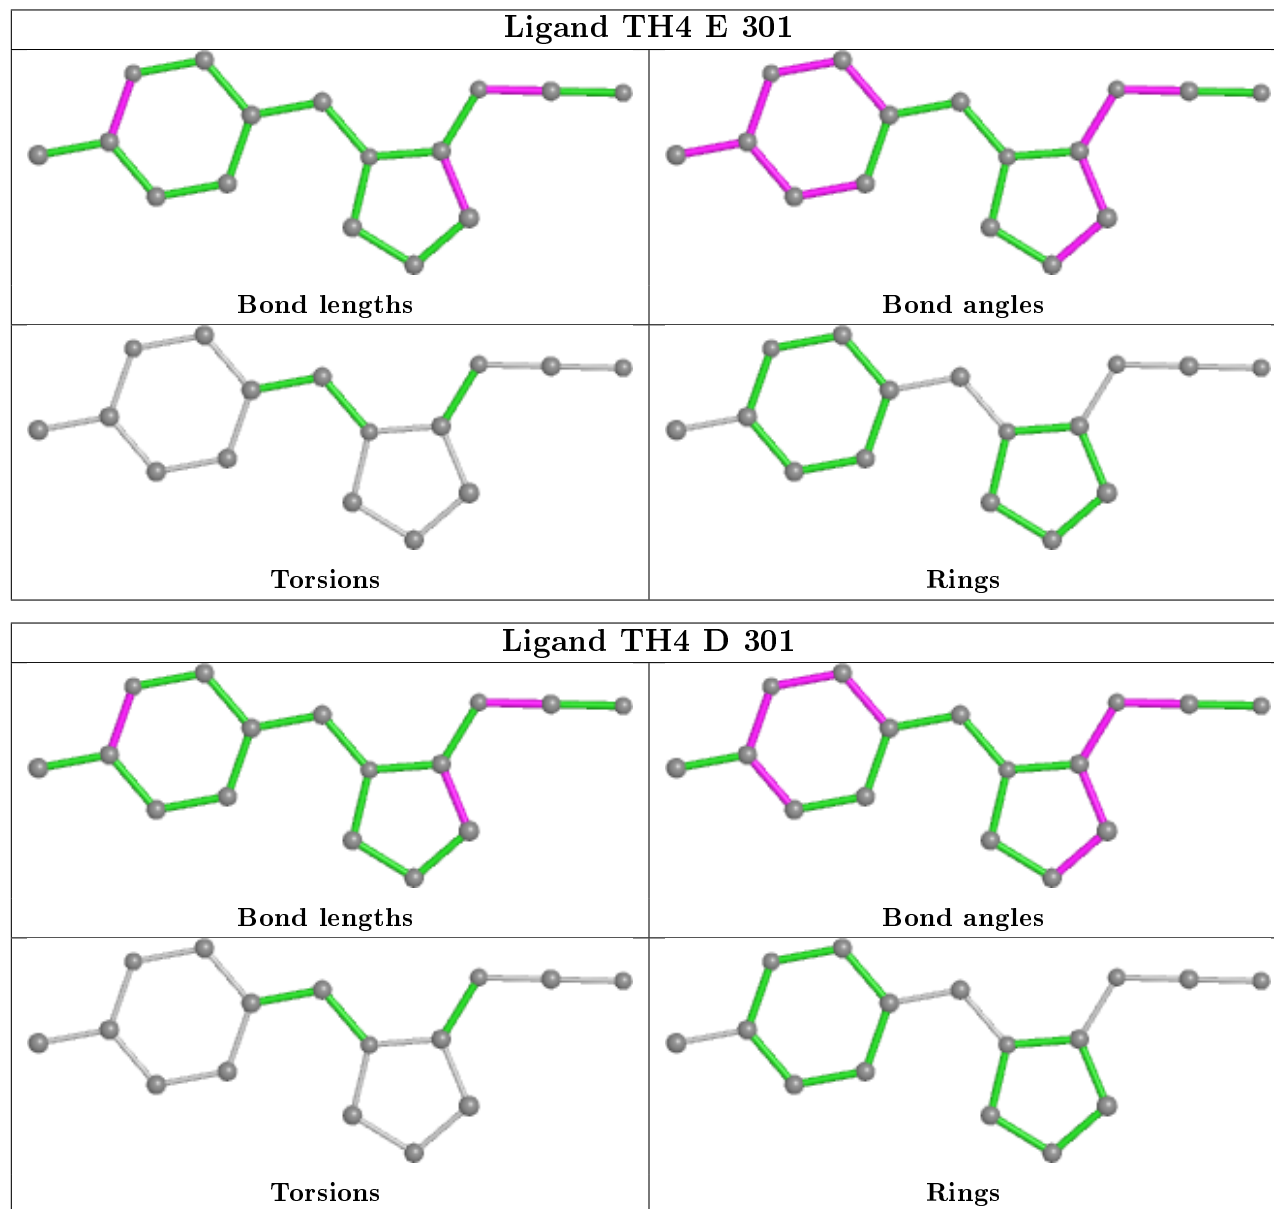 Ligand TH4 E 301
Bond lengths
Bond angles
Torsions
Rings
Ligand TH4 D 301
Bond lengths
Bond angles
Torsions
Rings